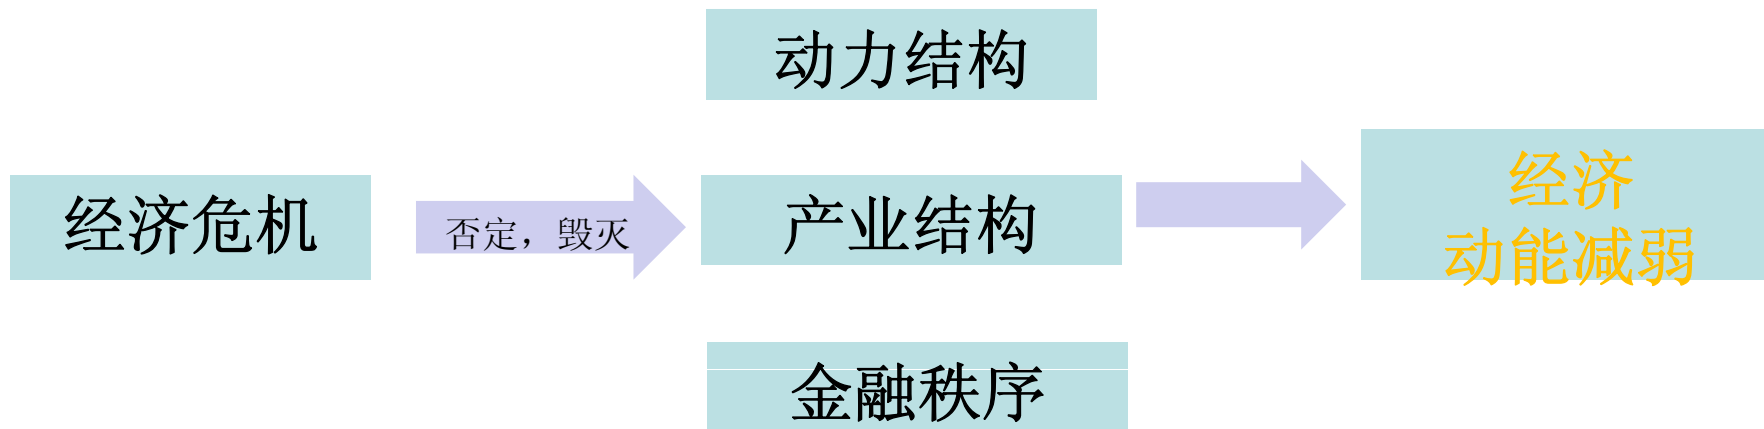 动力结构
经济危机
否定，毁灭
产业结构
经济
动能减弱
金融秩序